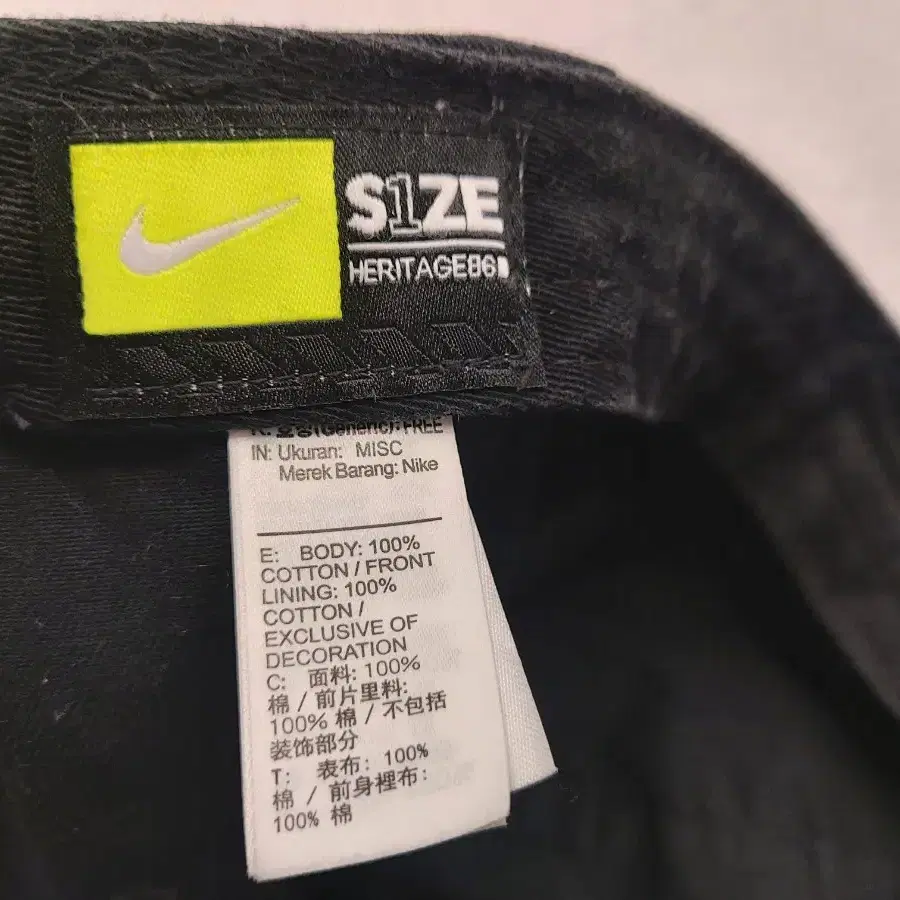 S1ZE
HERITAGE86
(Generic): FREE
IN: Ukuran: MISC
Merek Barang: Nike
E: BODY: 100%
COTTON / FRONT
LINING: 100%
COTTON /
EXCLUSIVE OF
DECORATION
C: 面料: 100%
棉 / 前片里料:
100% 棉 / 不包括
装饰部分
T: 表布: 100%
棉 / 前身裡布:
100% 棉